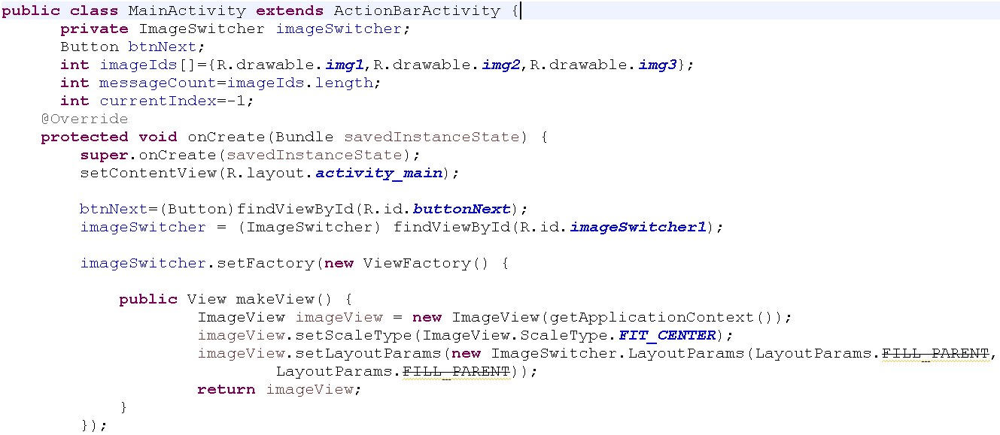 public class MainActivity extends ActionBarActivity {
private ImageSwitcher imageSwitcher;
Button btnNext;
int imageIds[]={R.drawable.img1,R.drawable.img2,R.drawable.img3};
int messageCount=imageIds.length;
int currentIndex=-1;
@Override
protected void onCreate(Bundle savedInstanceState) {
super.onCreate(savedInstanceState);
setContentView(R.layout.activity_main);
btnNext=(Button)findViewById(R.id.buttonNext);
imageSwitcher = (ImageSwitcher) findViewById(R.id.imageSwitcher1);
imageSwitcher.setFactory(new ViewFactory() {
public View makeView() {
ImageView imageView = new ImageView(getApplicationContext());
imageView.setScaleType(ImageView.ScaleType.FIT_CENTER);
imageView.setLayoutParams(new ImageSwitcher.LayoutParams(LayoutParams.FILL_PARENT,
LayoutParams.FILL_PARENT));
return imageView;
}
});